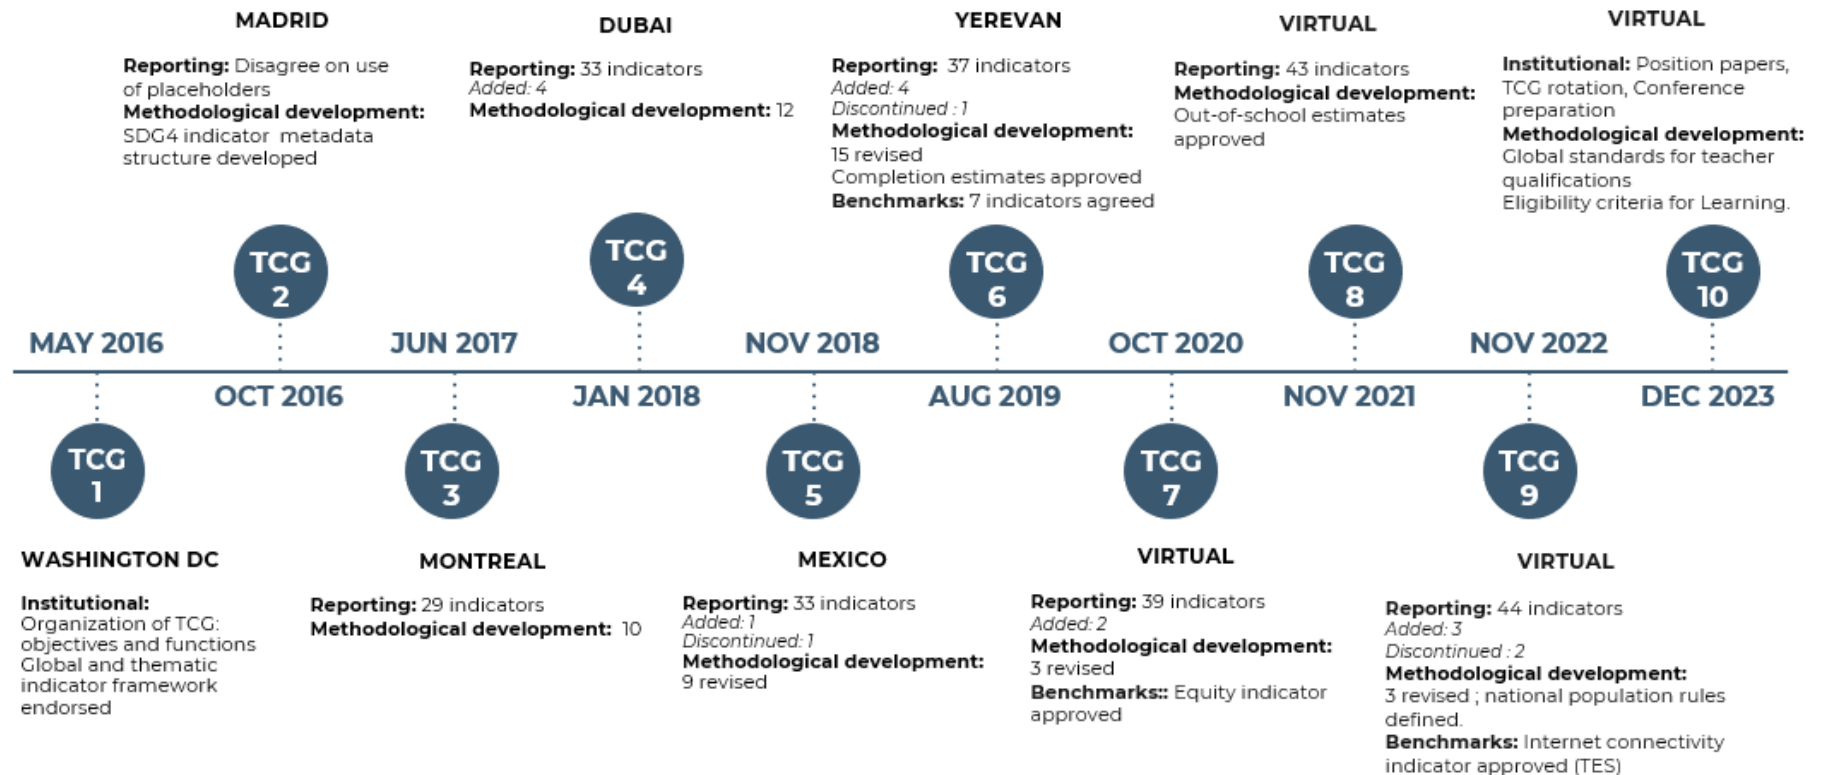 MADRID
Reporting: Disagree on use
of placeholders
Methodological development:
SDG4 indicator metadata
structure developed
DUBAI
Reporting: 33 indicators
Added: 4
Methodological development: 12
YEREVAN
Reporting: 37 indicators
Added: 4
Discontinued : 1
Methodological development:
15 revised
Completion estimates approved
Benchmarks: 7 indicators agreed
VIRTUAL
Reporting: 43 indicators
Methodological development:
Out-of-school estimates
approved
VIRTUAL
Institutional: Position papers,
TCG rotation, Conference
preparation
Methodological development:
Global standards for teacher
qualifications
Eligibility criteria for Learning.
TCG
2
TCG
4
TCG
6
TCG
8
TCG
10
MAY 2016
JUN 2017
NOV 2018
OCT 2020
NOV 2022
OCT 2016
JAN 2018
AUG 2019
NOV 2021
DEC 2023
TCG
1
TCG
3
TCG
5
TCG
7
TCG
9
WASHINGTON DC
Institutional:
Organization of TCG:
objectives and functions
Global and thematic
indicator framework
endorsed
MONTREAL
Reporting: 29 indicators
Methodological development: 10
MEXICO
Reporting: 33 indicators
Added: 1
Discontinued: 1
Methodological development:
9 revised
VIRTUAL
Reporting: 39 indicators
Added: 2
Methodological development:
3 revised
Benchmarks:: Equity indicator
approved
VIRTUAL
Reporting: 44 indicators
Added: 3
Discontinued : 2
Methodological development:
3 revised ; national population rules
defined.
Benchmarks: Internet connectivity
indicator approved (TES)